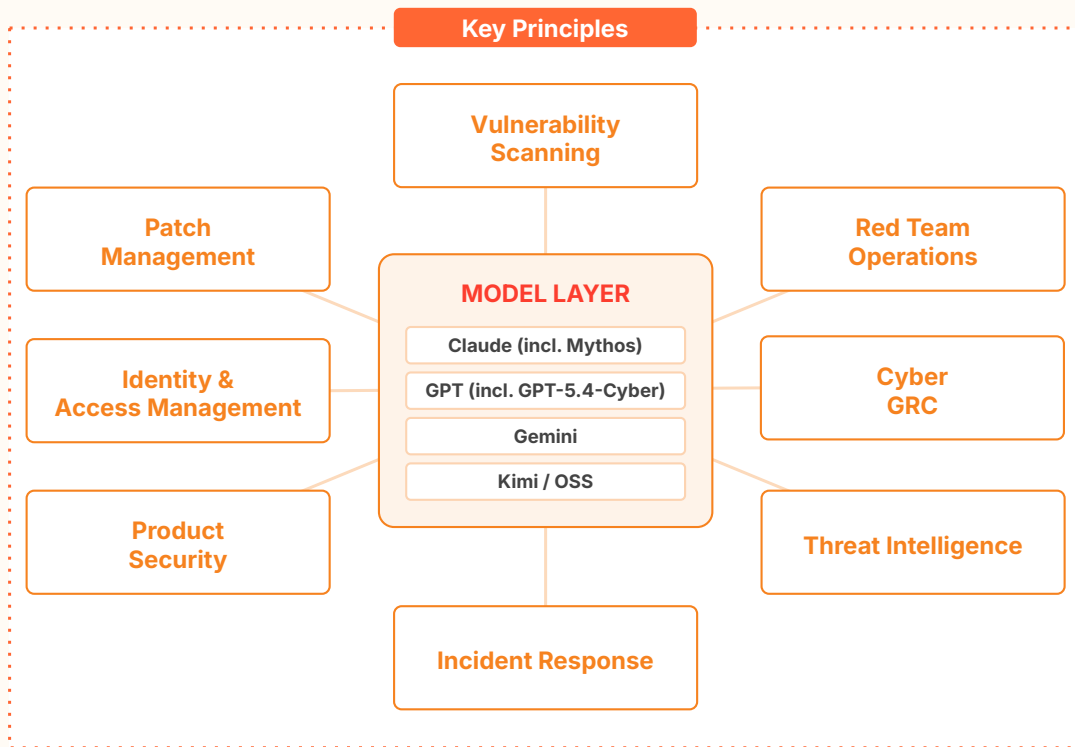 Key Principles
Vulnerability
Scanning
Patch
Management
Red Team
Operations
MODEL LAYER
Claude (incl. Mythos)
GPT (incl. GPT-5.4-Cyber)
Gemini
Kimi / OSS
Identity &
Access Management
Cyber
GRC
Product
Security
Threat Intelligence
Incident Response